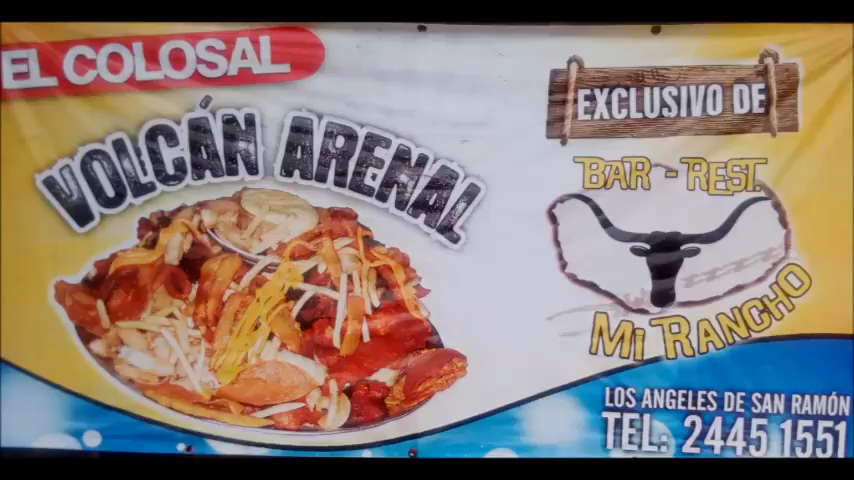 EL COLOSAL
VOLCÁN ARENAL
EXCLUSIVO DE
BAR - REST.
MI RANCHO
LOS ANGELES DE SAN RAMÓN
TEL: 2445 1551